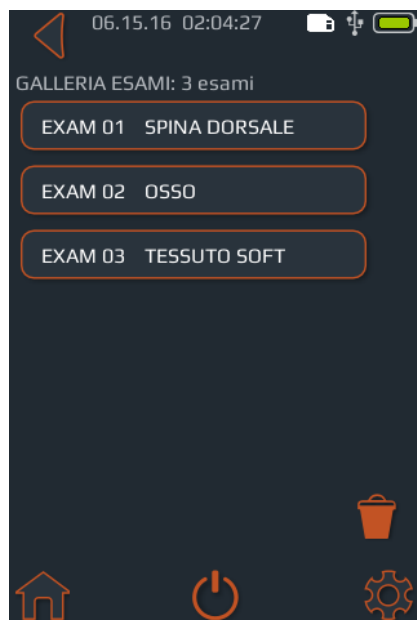 06.15.16 02:04:27
GALLERIA ESAMI: 3 esami
EXAM 01 SPINA DORSALE
EXAM 02 OSSO
EXAM 03 TESSUTO SOFT